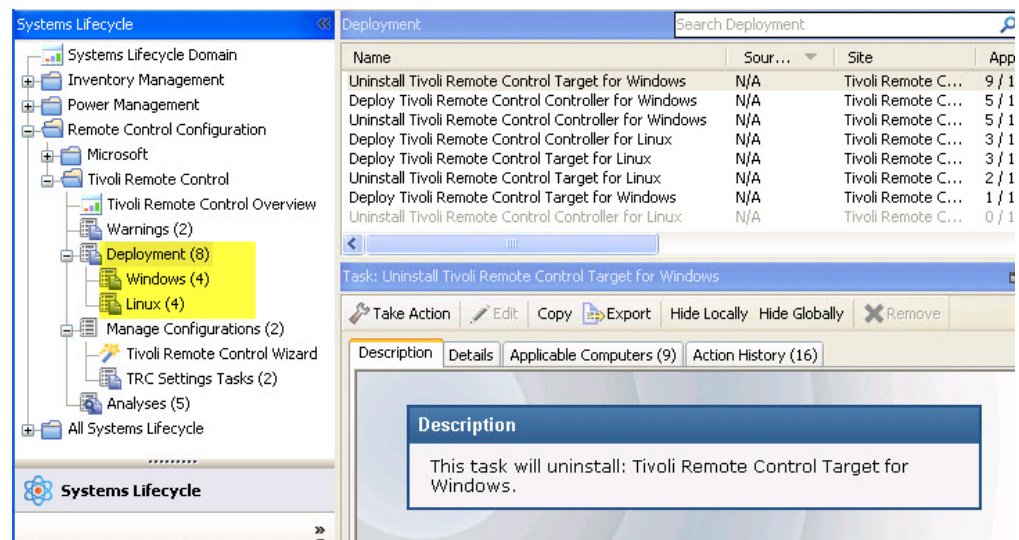 Systems Lifecycle
Systems Lifecycle Domain
Inventory Management
Power Management
Remote Control Configuration
Microsoft
Tivoli Remote Control
Tivoli Remote Control Overview
Warnings (2)
Deployment (8)
Windows (4)
Linux (4)
Manage Configurations (2)
Tivoli Remote Control Wizard
TRC Settings Tasks (2)
Analyses (5)
All Systems Lifecycle
Systems Lifecycle
Deployment Search Deployment
Name Sour... Site App
Uninstall Tivoli Remote Control Target for Windows N/A Tivoli Remote C... 9 / 1
Deploy Tivoli Remote Control Controller for Windows N/A Tivoli Remote C... 5 / 1
Uninstall Tivoli Remote Control Controller for Windows N/A Tivoli Remote C... 5 / 1
Deploy Tivoli Remote Control Controller for Linux N/A Tivoli Remote C... 3 / 1
Deploy Tivoli Remote Control Target for Linux N/A Tivoli Remote C... 3 / 1
Uninstall Tivoli Remote Control Target for Linux N/A Tivoli Remote C... 2 / 1
Deploy Tivoli Remote Control Target for Windows N/A Tivoli Remote C... 1 / 1
Uninstall Tivoli Remote Control Controller for Linux N/A Tivoli Remote C... 0 / 1
Task: Uninstall Tivoli Remote Control Target for Windows
Take Action Edit Copy Export Hide Locally Hide Globally Remove
Description Details Applicable Computers (9) Action History (16)
Description
This task will uninstall: Tivoli Remote Control Target for
Windows.